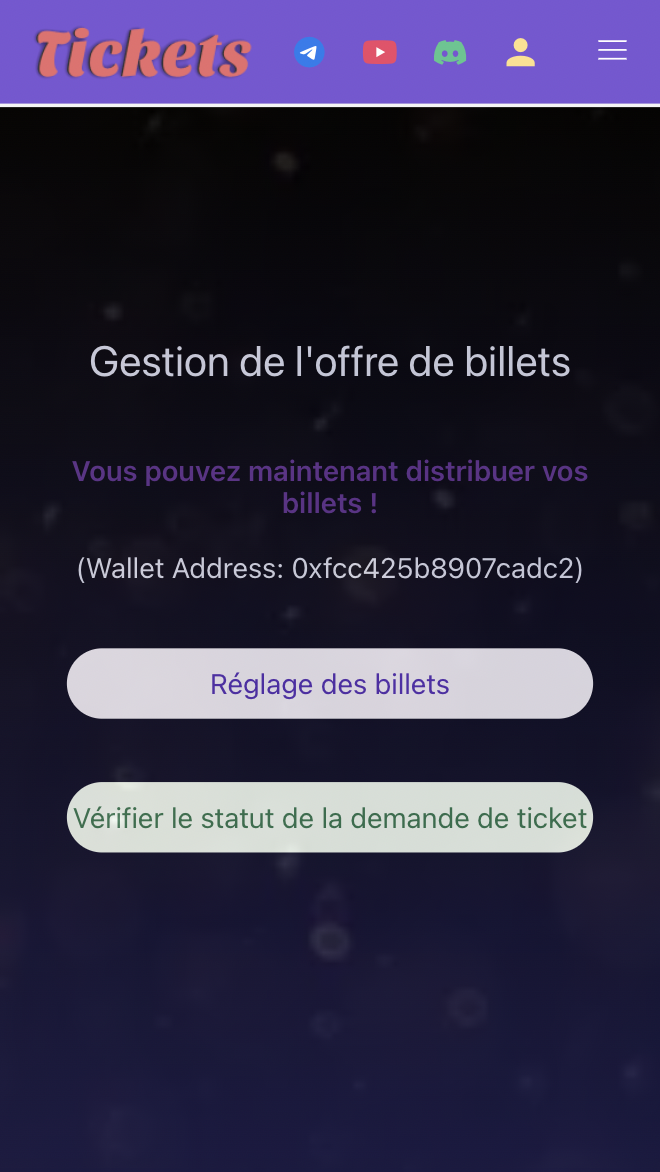 Tickets
Gestion de l'offre de billets
Vous pouvez maintenant distribuer vos
billets !
(Wallet Address: 0xfcc425b8907cadc2)
Réglage des billets
Vérifier le statut de la demande de ticket